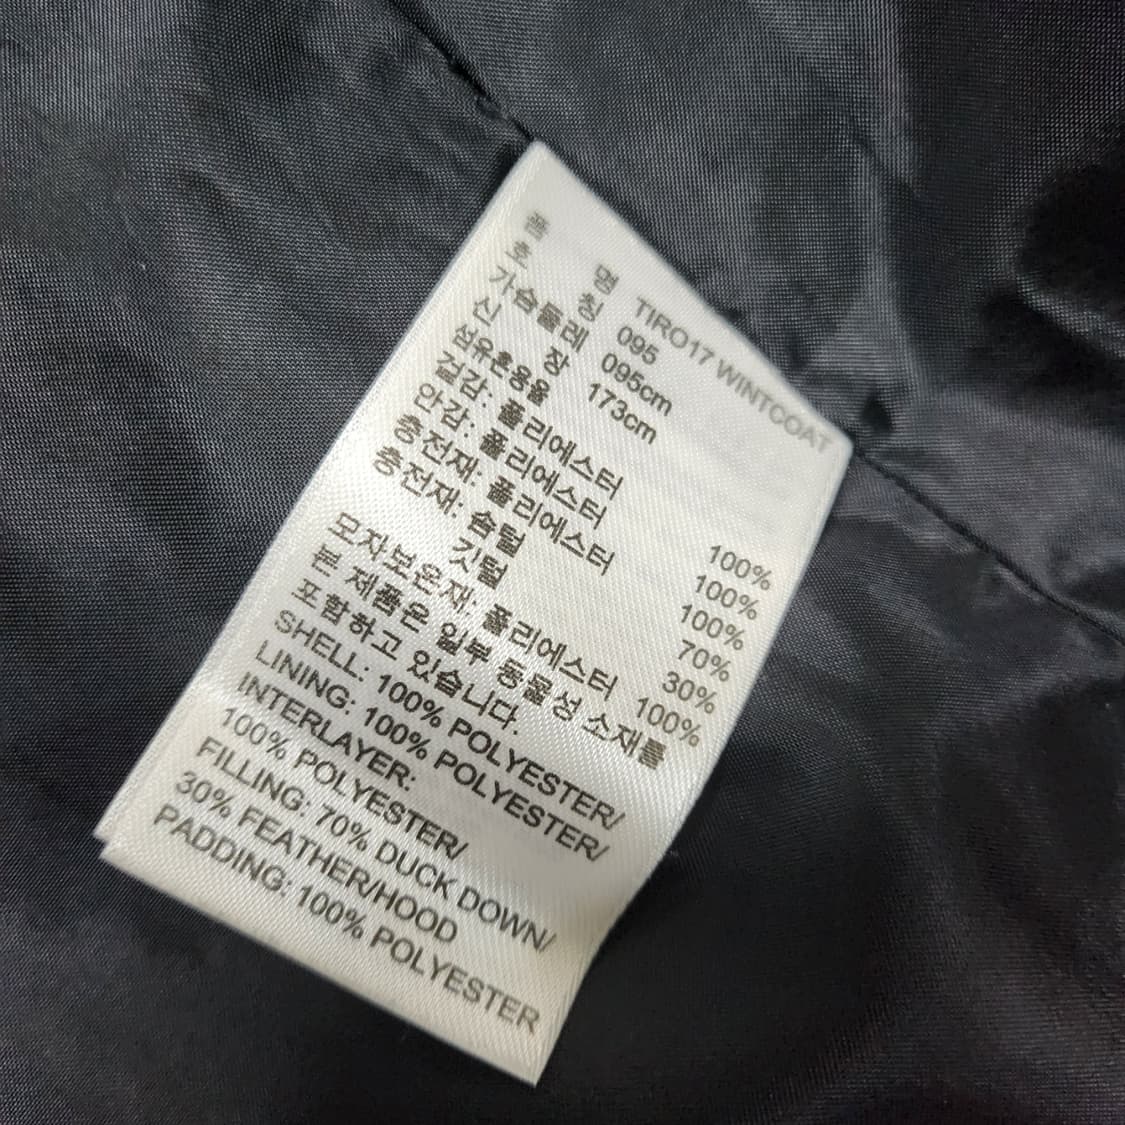 품 명 TIRO17 WINTCOAT
호 칭 095
가슴둘레 095cm
신 장 173cm
섬유혼용율
겉감: 폴리에스터 100%
안감: 폴리에스터 100%
충전재: 폴리에스터 100%
충전재: 솜털 70%
깃털 30%
모자보온재: 폴리에스터 100%
본 제품은 일부 동물성 소재를
포함하고 있습니다.
SHELL: 100% POLYESTER/
LINING: 100% POLYESTER/
INTERLAYER:
100% POLYESTER/
FILLING: 70% DUCK DOWN/
30% FEATHER/HOOD
PADDING: 100% POLYESTER